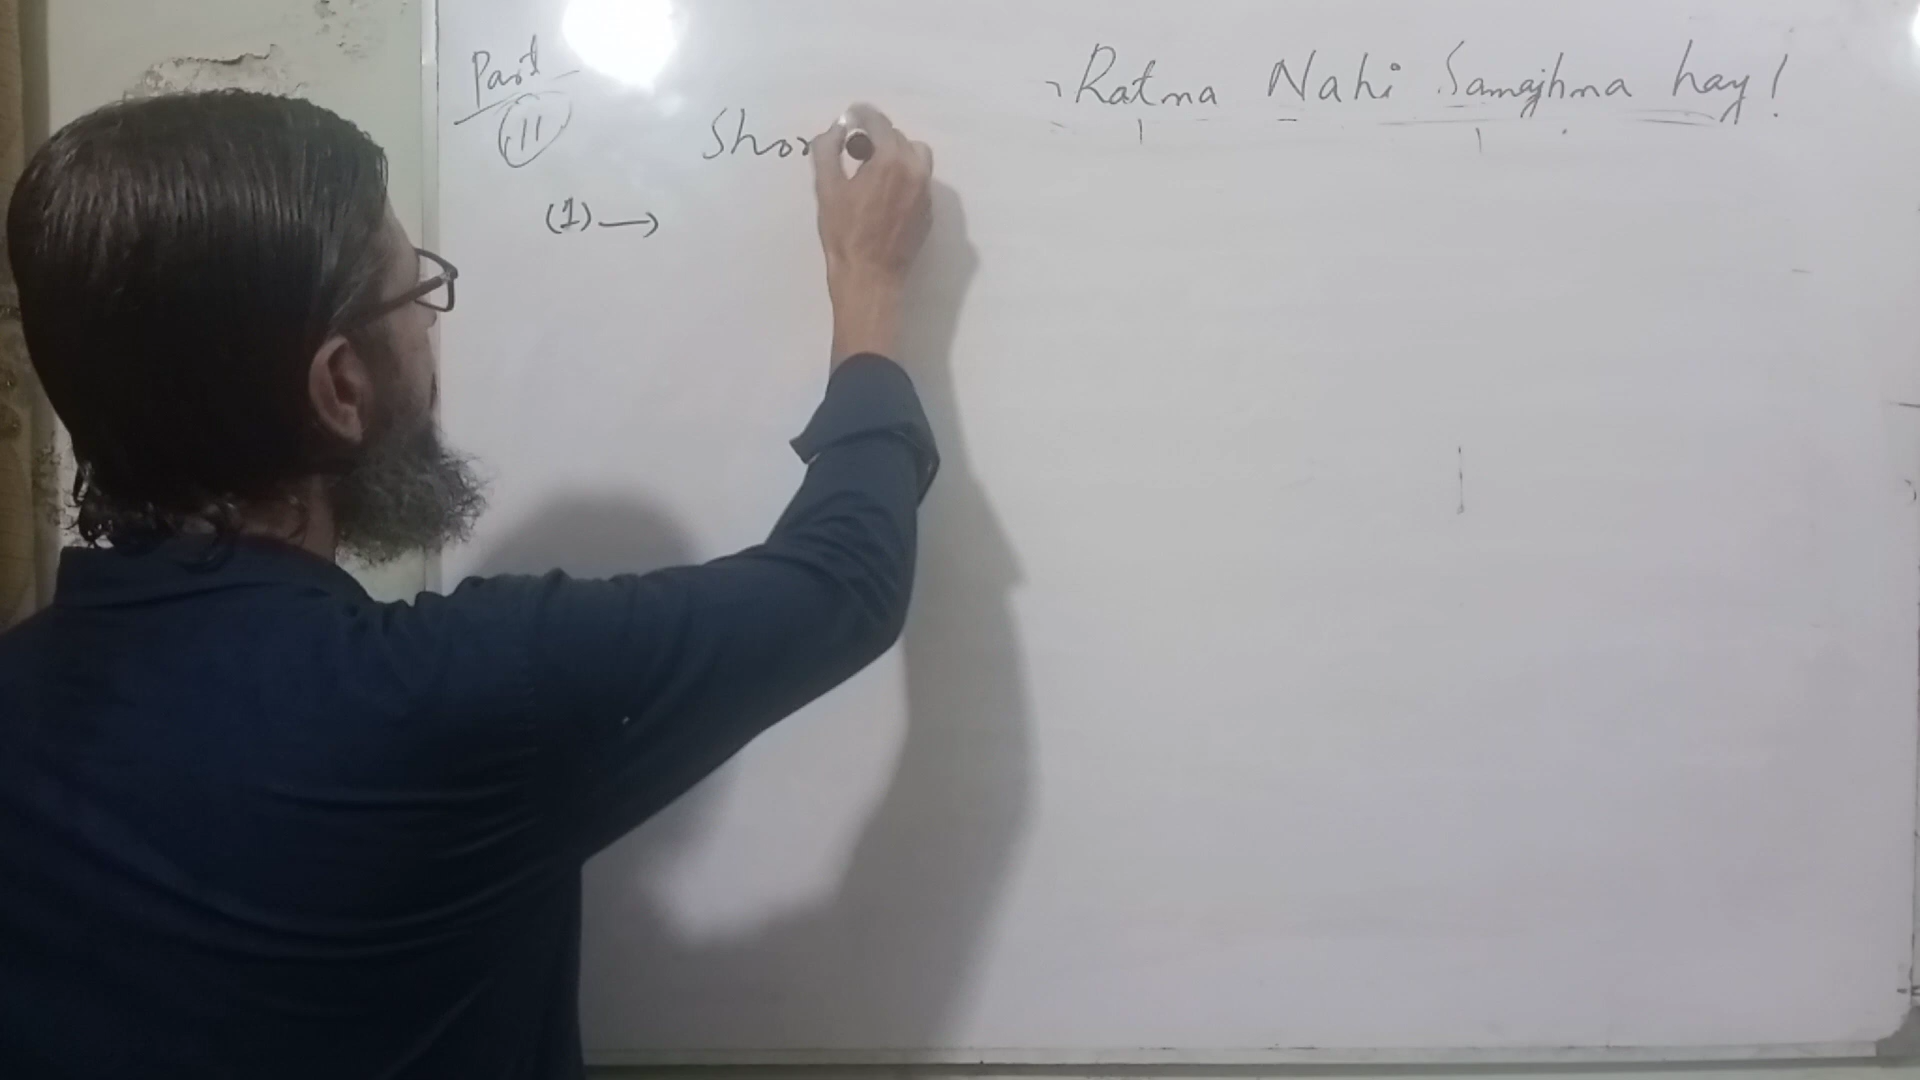 Part
11
Ratna Nahi Samajhna hay!
Shor
(1) →